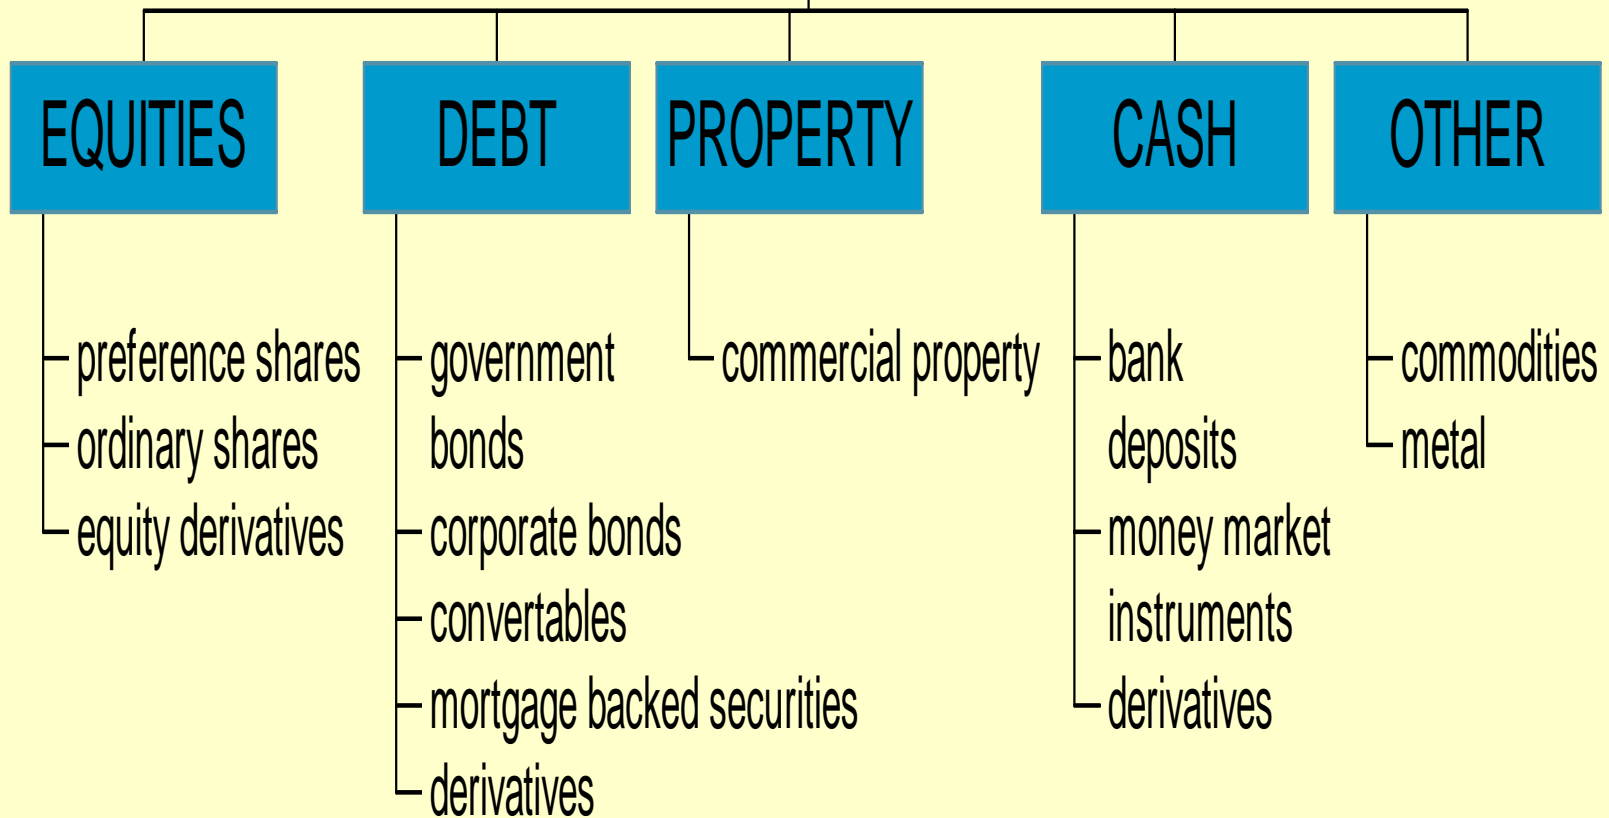 EQUITIES
preference shares
ordinary shares
equity derivatives
DEBT
government
bonds
corporate bonds
convertables
mortgage backed securities
derivatives
PROPERTY
commercial property
CASH
bank
deposits
money market
instruments
derivatives
OTHER
commodities
metal